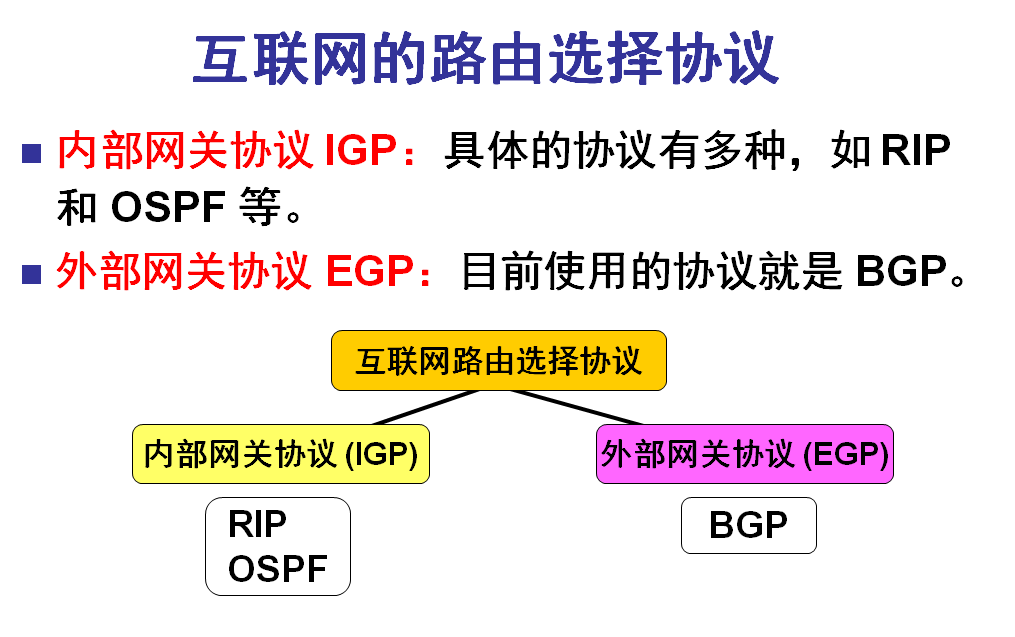 互联网的路由选择协议
内部网关协议 IGP：具体的协议有多种，如 RIP
和 OSPF 等。
外部网关协议 EGP：目前使用的协议就是 BGP。
互联网路由选择协议
内部网关协议 (IGP)
外部网关协议 (EGP)
RIP
OSPF
BGP